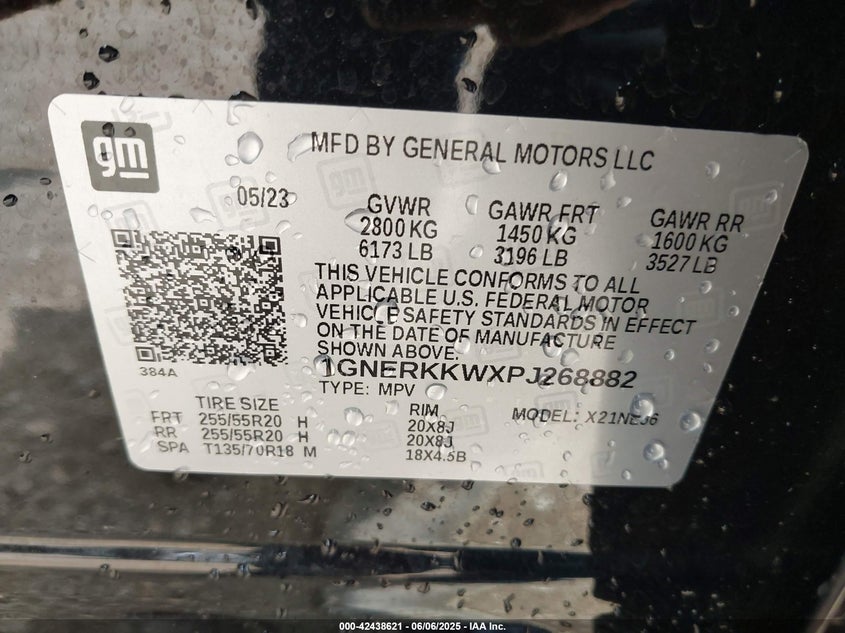 gm
MFD BY GENERAL MOTORS LLC
05/23
GVWR GAWR FRT GAWR RR
2800 KG 1450 KG 1600 KG
6173 LB 3196 LB 3527 LB
THIS VEHICLE CONFORMS TO ALL
APPLICABLE U.S. FEDERAL MOTOR
VEHICLE SAFETY STANDARDS IN EFFECT
ON THE DATE OF MANUFACTURE
SHOWN ABOVE.
384A
1GNERKKWXPJ268882
TYPE: MPV
TIRE SIZE RIM MODEL:
FRT 255/55R20 H 20X8J
RR 255/55R20 H 20X8J
SPA T135/70R18 M 18X4.5B
000-42438621 - 06/06/2025 - IAA Inc.